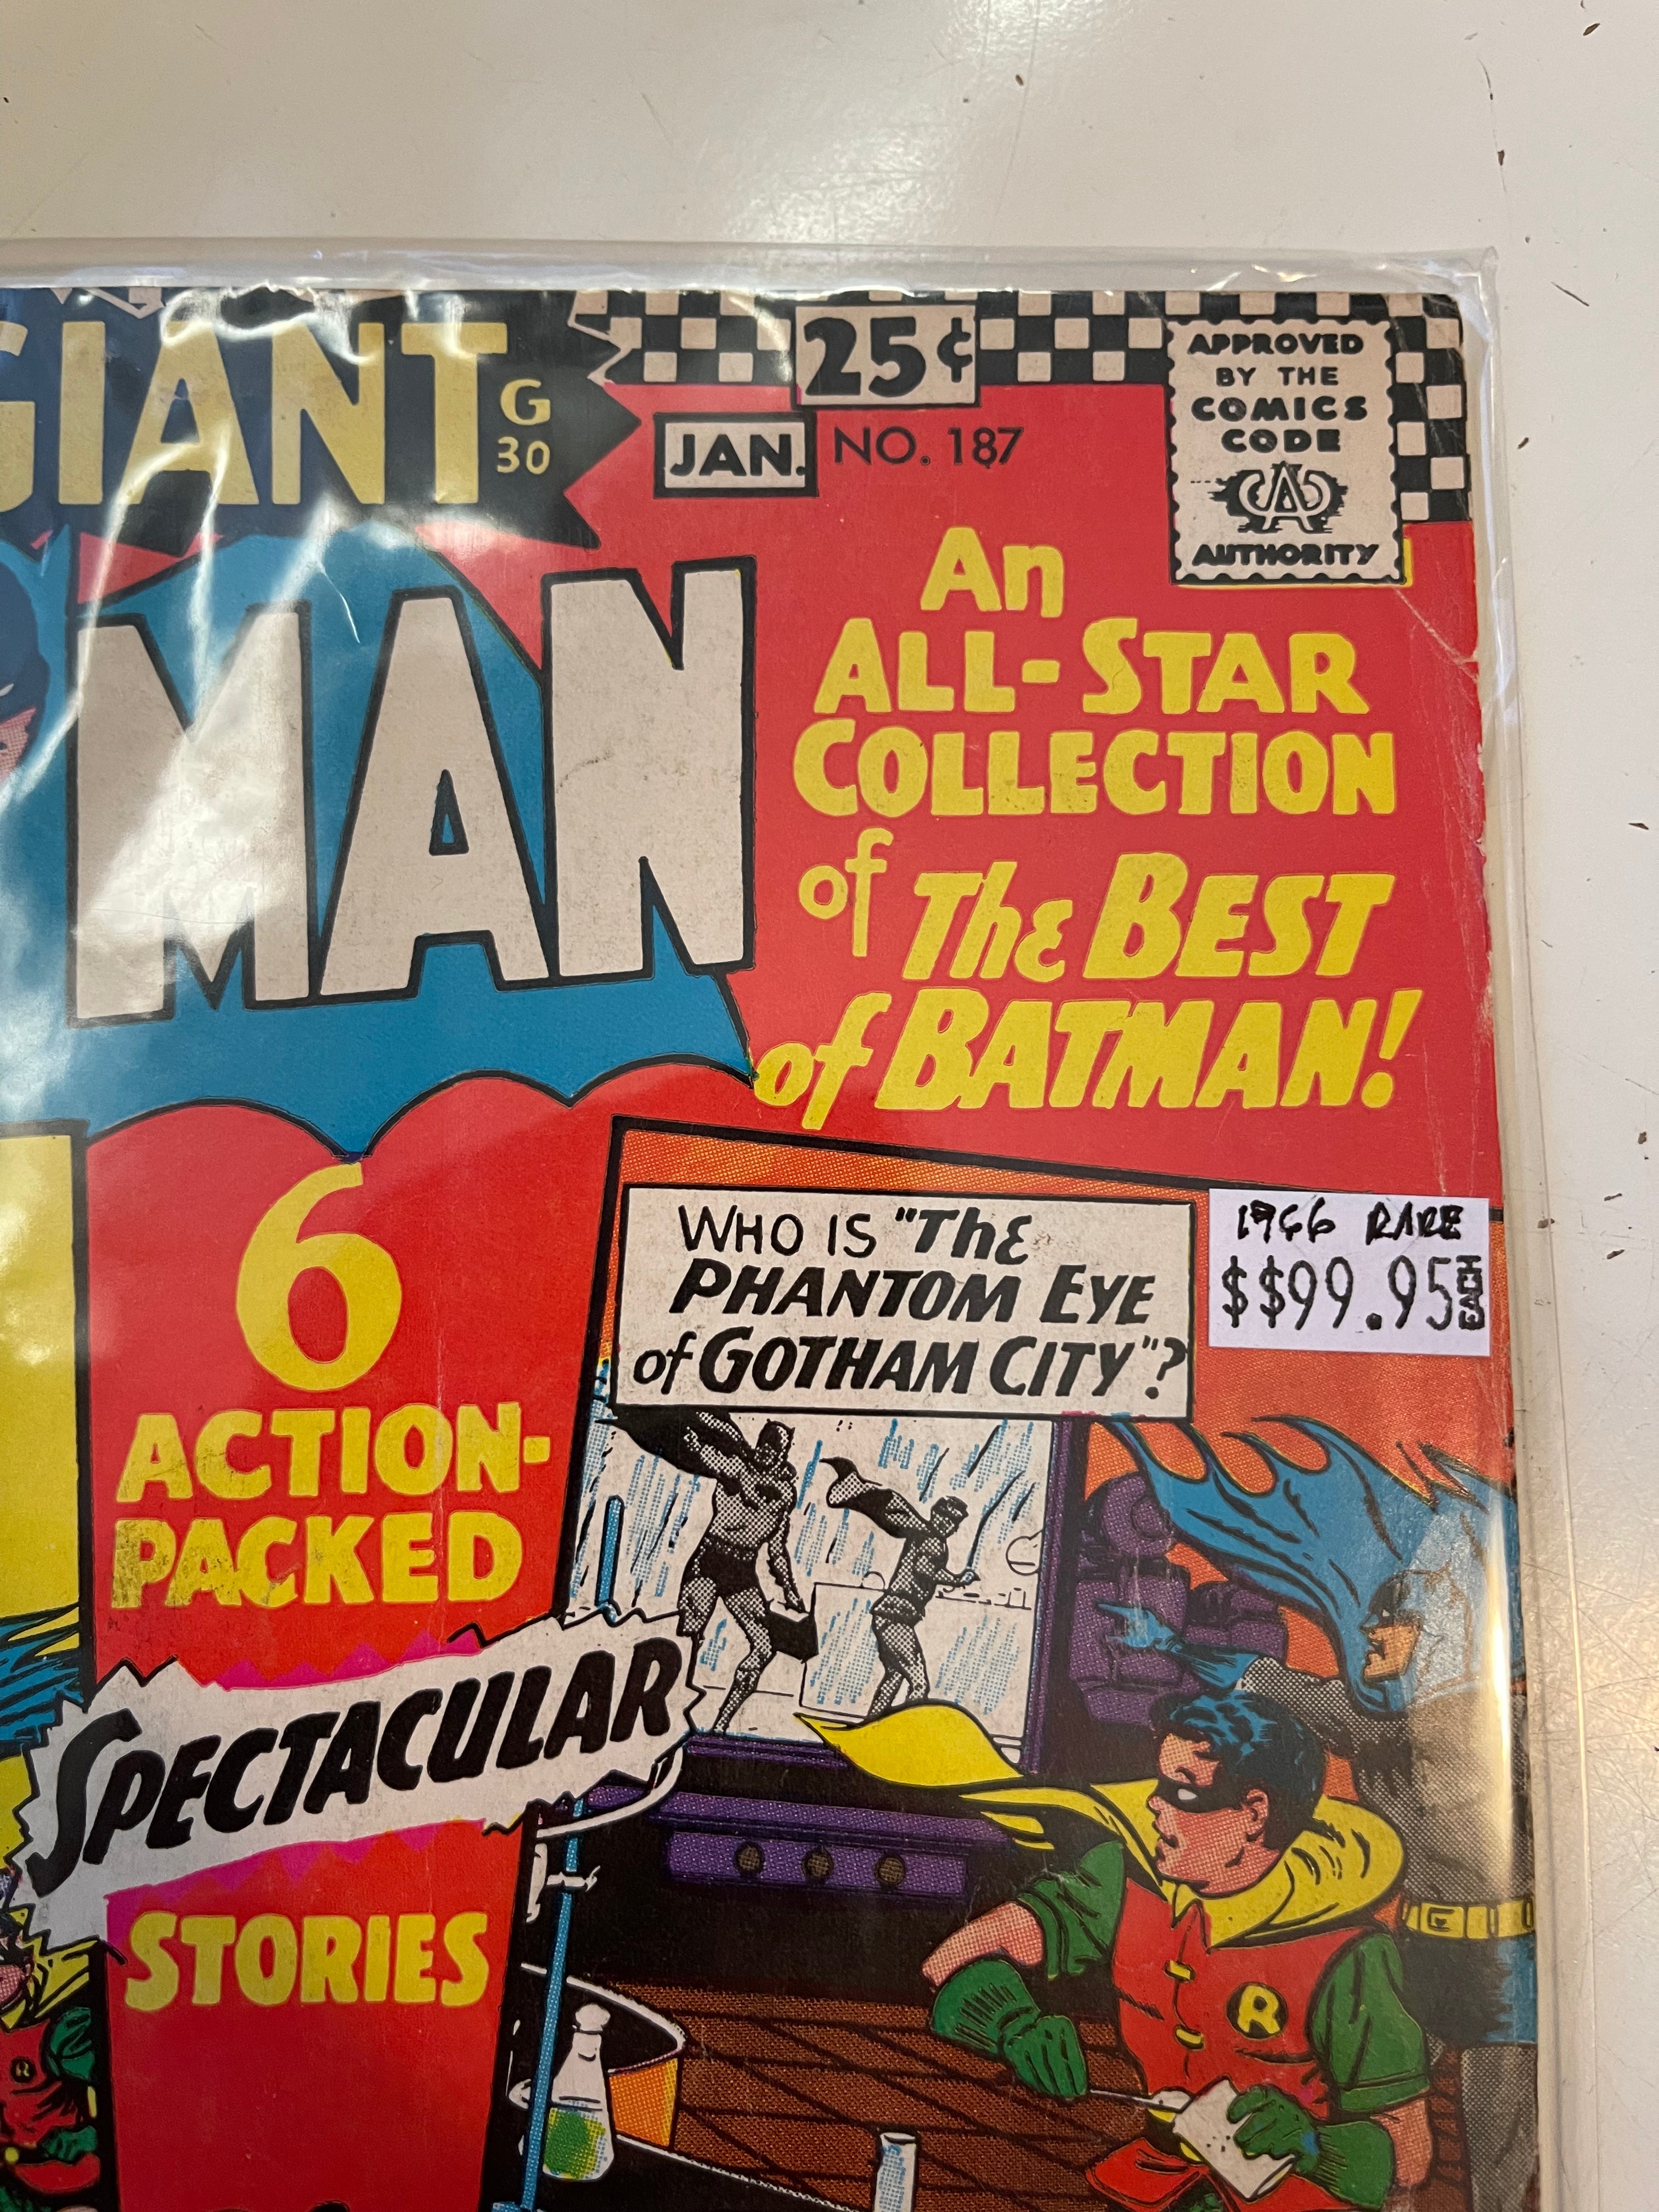 GIANT
G
30
25¢
JAN. NO. 187
APPROVED
BY THE
COMICS
CODE
CA
AUTHORITY
MAN
An
ALL-STAR
COLLECTION
of The BEST
of BATMAN!
6
ACTION-
PACKED
SPECTACULAR
STORIES
WHO IS "The
PHANTOM EYE
of GOTHAM CITY"?
1966 RARE
$$99.95 EACH
R
R